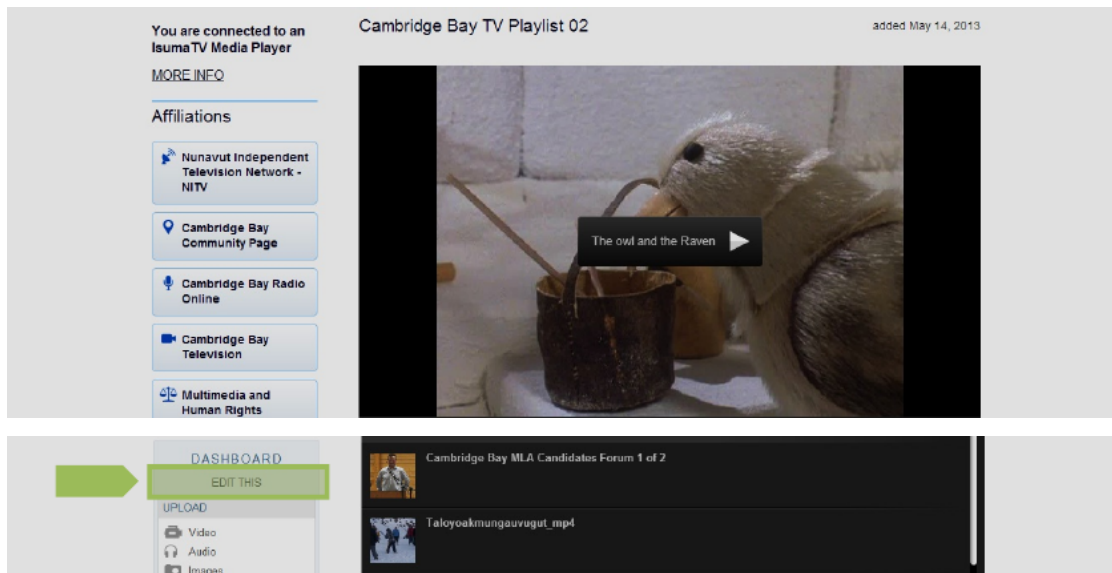 You are connected to an
IsumaTV Media Player
MORE INFO
Affiliations
Nunavut Independent
Television Network -
NITV
Cambridge Bay
Community Page
Cambridge Bay Radio
Online
Cambridge Bay
Television
Multimedia and
Human Rights
Cambridge Bay TV Playlist 02
added May 14, 2013
The owl and the Raven
DASHBOARD
EDIT THIS
UPLOAD
Video
Audio
Images
Cambridge Bay MLA Candidates Forum 1 of 2
Taloyoakmungauvugut_mp4